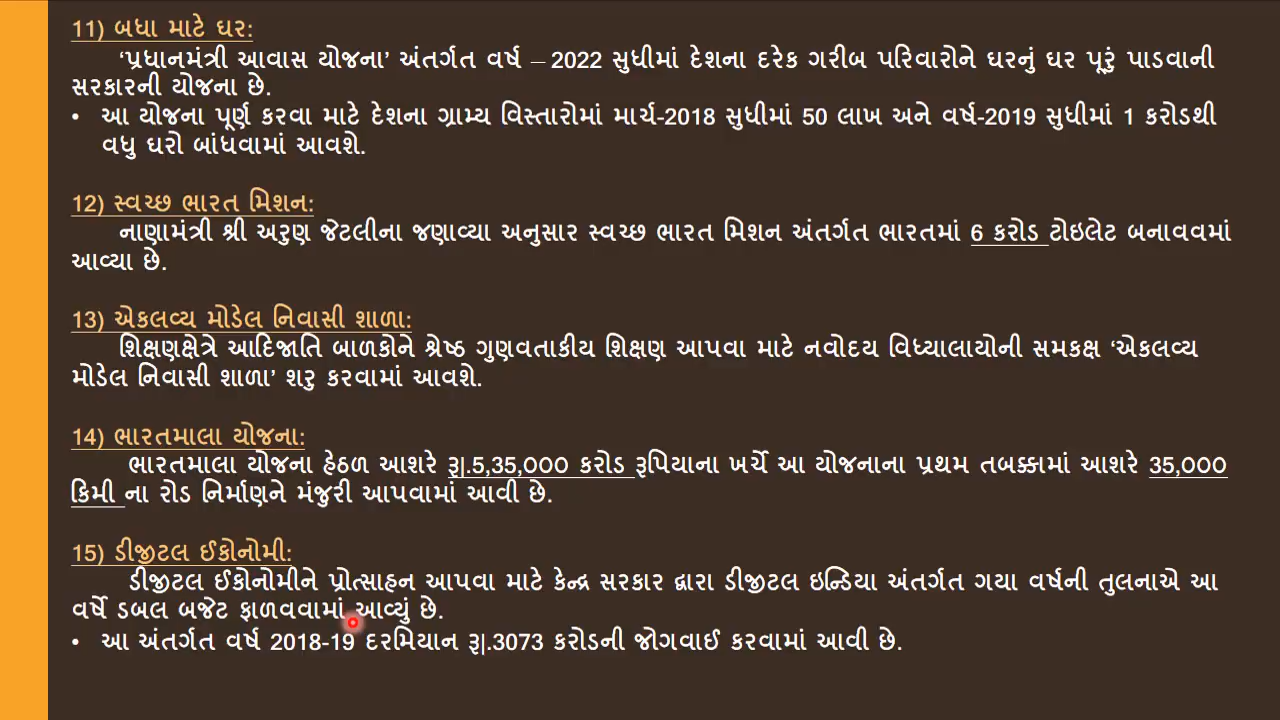 11) બધા માટે ઘર:
'પ્રધાનમંત્રી આવાસ યોજના' અંતર્ગત વર્ષ – 2022 સુધીમાં દેશના દરેક ગરીબ પરિવારોને ઘરનું ઘર પૂરું પાડવાની
સરકારની યોજના છે.
• આ યોજના પૂર્ણ કરવા માટે દેશના ગ્રામ્ય વિસ્તારોમાં માર્ચ-2018 સુધીમાં 50 લાખ અને વર્ષ-2019 સુધીમાં 1 કરોડથી
વધુ ઘરો બાંધવામાં આવશે.
12) સ્વચ્છ ભારત મિશન:
નાણામંત્રી શ્રી અરુણ જેટલીના જણાવ્યા અનુસાર સ્વચ્છ ભારત મિશન અંતર્ગત ભારતમાં 6 કરોડ ટોઇલેટ બનાવવમાં
આવ્યા છે.
13) એકલવ્ય મોડેલ નિવાસી શાળા:
શિક્ષણક્ષેત્રે આદિજાતિ બાળકોને શ્રેષ્ઠ ગુણવતાકીય શિક્ષણ આપવા માટે નવોદય વિધ્યાલાયોની સમકક્ષ 'એકલવ્ય
મોડેલ નિવાસી શાળા' શરુ કરવામાં આવશે.
14) ભારતમાલા યોજના:
ભારતમાલા યોજના હેઠળ આશરે રૂ|.5,35,000 કરોડ રૂપિયાના ખર્ચે આ યોજનાના પ્રથમ તબક્કામાં આશરે 35,000
કિમી ના રોડ નિર્માણને મંજુરી આપવામાં આવી છે.
15) ડીજીટલ ઈકોનોમી:
ડીજીટલ ઈકોનોમીને પ્રોત્સાહન આપવા માટે કેન્દ્ર સરકાર દ્વારા ડીજીટલ ઇન્ડિયા અંતર્ગત ગયા વર્ષની તુલનાએ આ
વર્ષે ડબલ બજેટ ફાળવવામાં આવ્યું છે.
• આ અંતર્ગત વર્ષ 2018-19 દરમિયાન રૂ|.3073 કરોડની જોગવાઈ કરવામાં આવી છે.